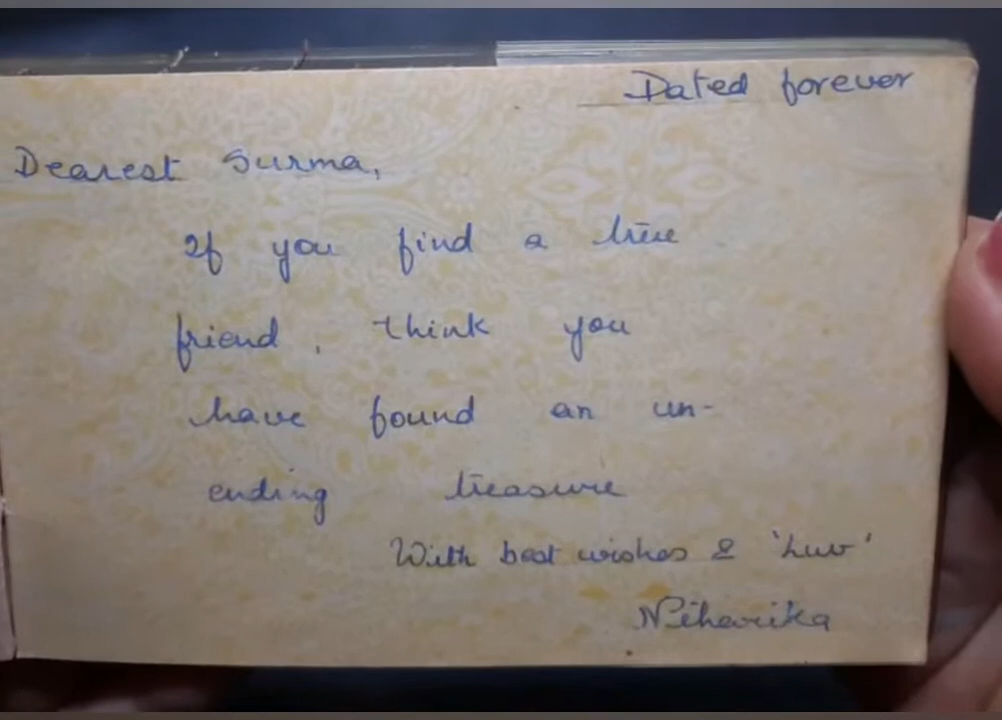 Dated forever
Dearest Surma,
If you find a true
friend, think you
have found an un-
ending treasure
With best wishes & 'Luv'
Niharika